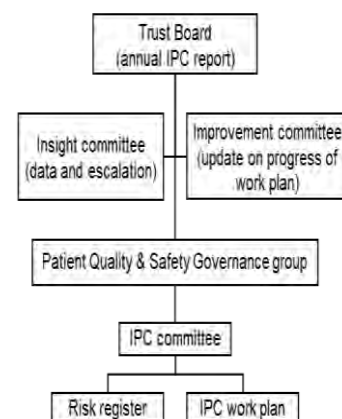 Trust Board
(annual IPC report)
Insight committee
(data and escalation)
Improvement committee
(update on progress of
work plan)
Patient Quality & Safety Governance group
IPC committee
Risk register
IPC work plan